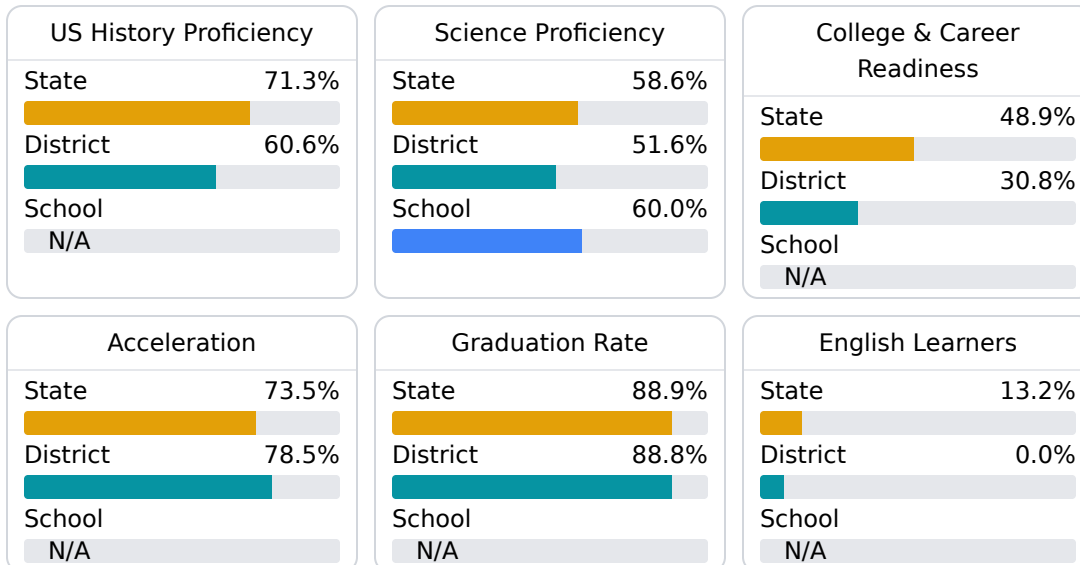 US History Proficiency
State 71.3%
District 60.6%
School
N/A
Science Proficiency
State 58.6%
District 51.6%
School 60.0%
College & Career
Readiness
State 48.9%
District 30.8%
School
N/A
Acceleration
State 73.5%
District 78.5%
School
N/A
Graduation Rate
State 88.9%
District 88.8%
School
N/A
English Learners
State 13.2%
District 0.0%
School
N/A